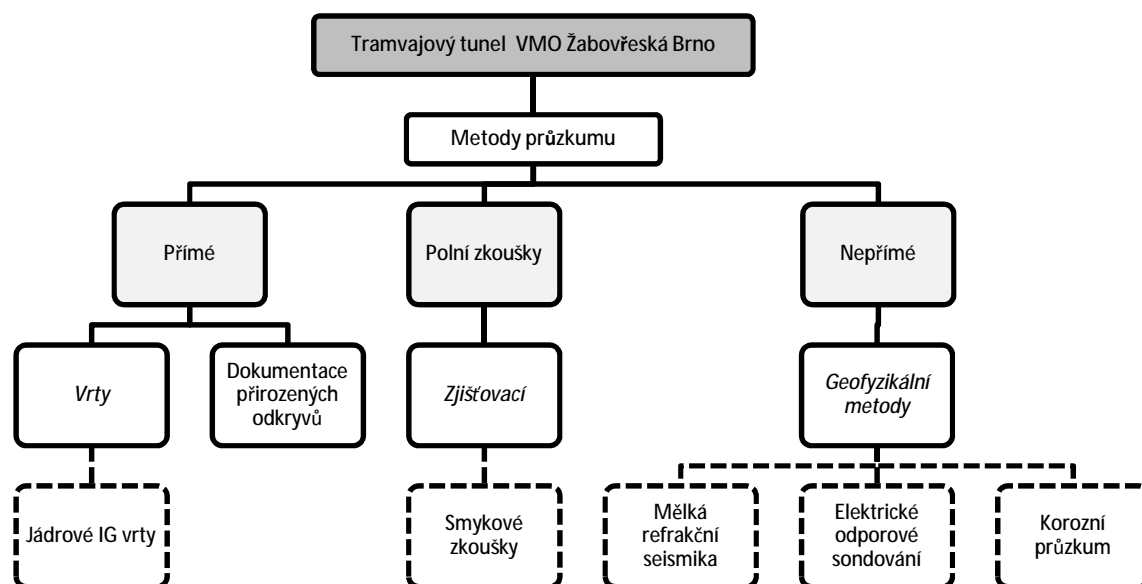 Tramvajový tunel VMO Žabovřeská Brno
Metody průzkumu
Přímé
Polní zkoušky
Nepřímé
Vrty
Dokumentace
přirozených
odkryvů
Zjišťovací
Geofyzikální
metody
Jádrové IG vrty
Smykové
zkoušky
Mělká
refrakční
seismika
Elektrické
odporové
sondování
Korozní
průzkum